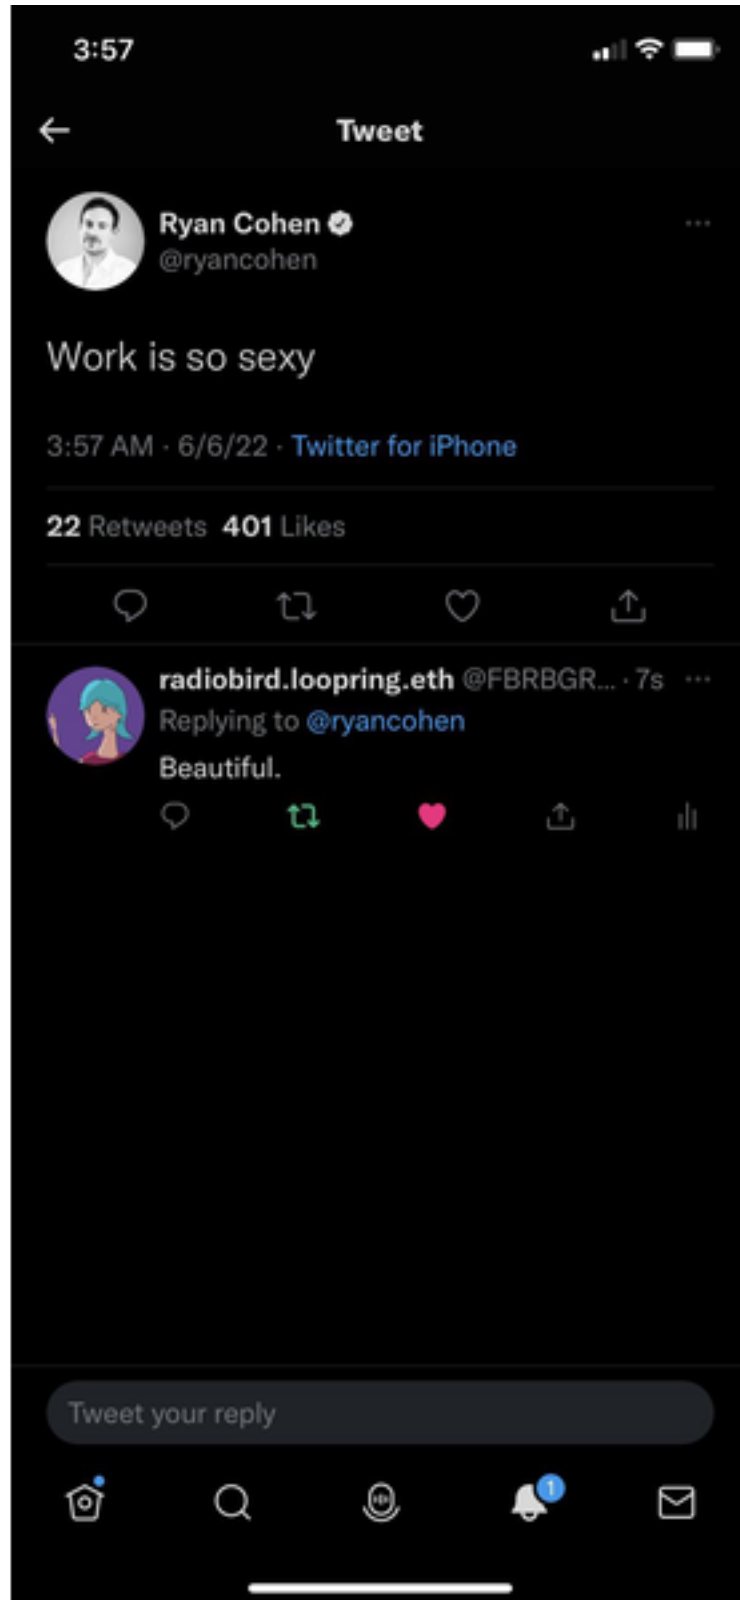 3:57
Tweet
Ryan Cohen
@ryancohen
Work is so sexy
3:57 AM · 6/6/22 · Twitter for iPhone
22 Retweets 401 Likes
radiobird.loopring.eth @FBRBGR... · 7s
Replying to @ryancohen
Beautiful.
Tweet your reply
1